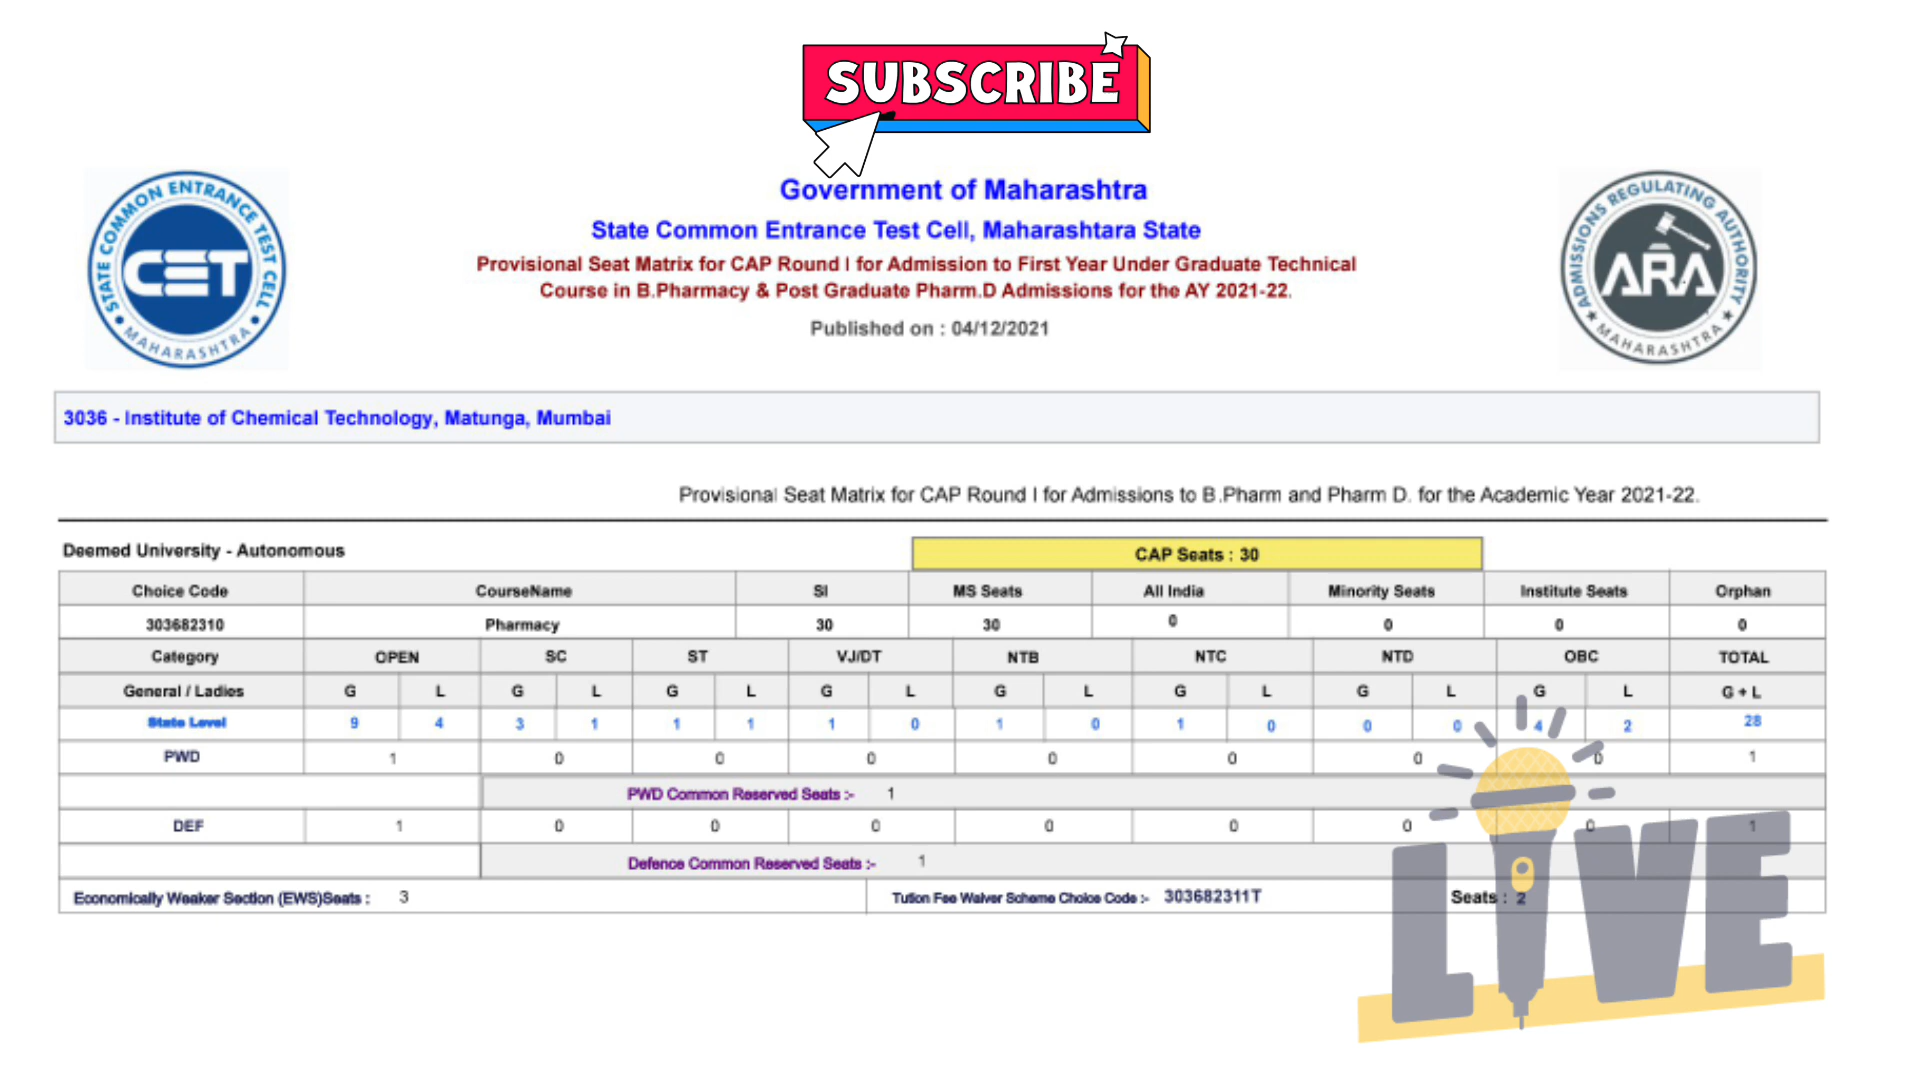 SUBSCRIBE
STATE COMMON ENTRANCE TEST CELL
CET
MAHARASHTRA
Government of Maharashtra
State Common Entrance Test Cell, Maharashtara State
Provisional Seat Matrix for CAP Round I for Admission to First Year Under Graduate Technical
Course in B.Pharmacy & Post Graduate Pharm.D Admissions for the AY 2021-22.
Published on : 04/12/2021
ADMISSIONS REGULATING AUTHORITY
ARA
MAHARASHTRA
3036 - Institute of Chemical Technology, Matunga, Mumbai
Provisional Seat Matrix for CAP Round I for Admissions to B.Pharm and Pharm D. for the Academic Year 2021-22.
Deemed University - Autonomous CAP Seats : 30
Choice Code CourseName SI MS Seats All India Minority Seats Institute Seats Orphan
303682310 Pharmacy 30 30 0 0 0 0
Category OPEN SC ST VJ/DT NTB NTC NTD OBC TOTAL
General / Ladies G L G L G L G L G L G L G L G L G + L
State Level 9 4 3 1 1 1 1 0 1 0 1 0 0 0 4 2 28
PWD 1 0 0 0 0 0 0 0 1
PWD Common Reserved Seats :- 1
DEF 1 0 0 0 0 0 0 0 1
Defence Common Reserved Seats :- 1
Economically Weaker Section (EWS)Seats : 3 Tution Fee Waiver Scheme Choice Code :- 303682311T Seats : 2
LIVE